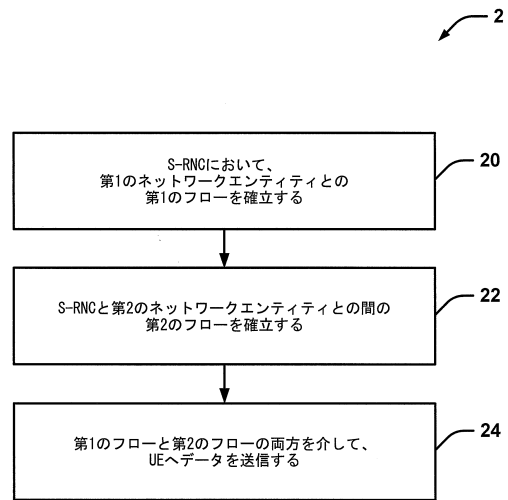 2
S-RNCにおいて、
第1のネットワークエンティティとの
第1のフローを確立する
20
S-RNCと第2のネットワークエンティティとの間の
第2のフローを確立する
22
第1のフローと第2のフローの両方を介して、
UEへデータを送信する
24